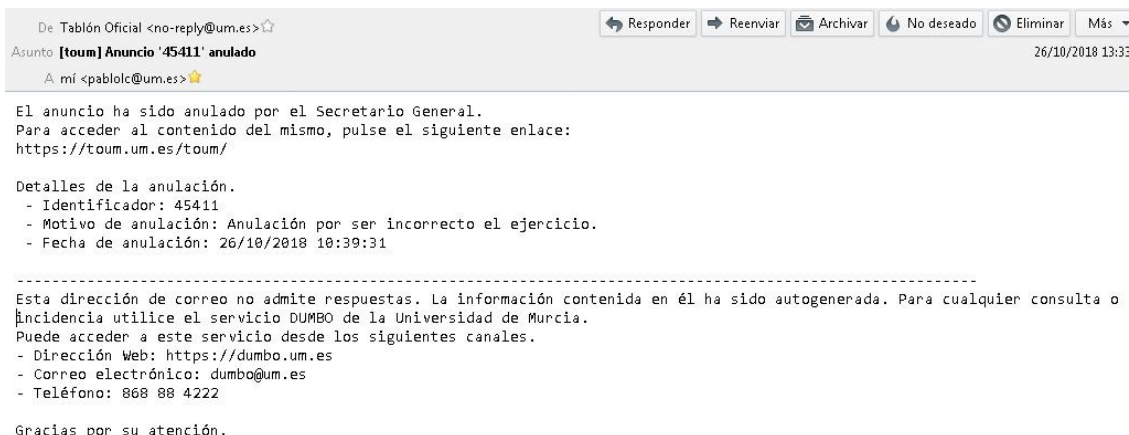 De Tablón Oficial <no-reply@um.es>
Responder Reenviar Archivar No deseado Eliminar Más
Asunto [toum] Anuncio '45411' anulado
26/10/2018 13:33
A mí <pablolc@um.es>
El anuncio ha sido anulado por el Secretario General.
Para acceder al contenido del mismo, pulse el siguiente enlace:
https://toum.um.es/toum/
Detalles de la anulación.
- Identificador: 45411
- Motivo de anulación: Anulación por ser incorrecto el ejercicio.
- Fecha de anulación: 26/10/2018 10:39:31
--------------------------------------------------------------------------------------------------------------
Esta dirección de correo no admite respuestas. La información contenida en él ha sido autogenerada. Para cualquier consulta o
incidencia utilice el servicio DUMBO de la Universidad de Murcia.
Puede acceder a este servicio desde los siguientes canales.
- Dirección Web: https://dumbo.um.es
- Correo electrónico: dumbo@um.es
- Teléfono: 868 88 4222
Gracias por su atención.